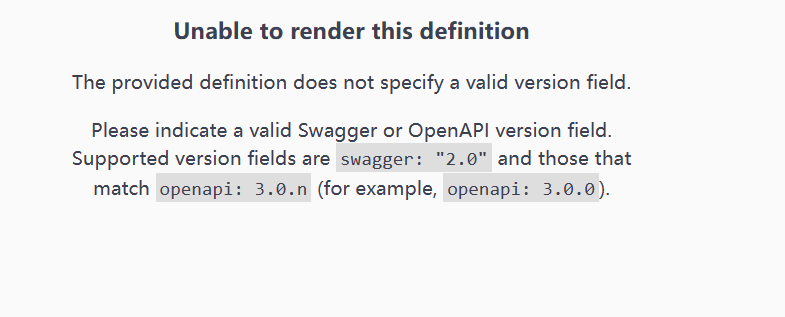 Unable to render this definition
The provided definition does not specify a valid version field.
Please indicate a valid Swagger or OpenAPI version field.
Supported version fields are swagger: "2.0" and those that
match openapi: 3.0.n (for example, openapi: 3.0.0).